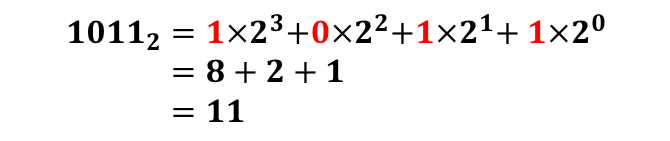 1011₂ = 1×2³+0×2²+1×2¹+ 1×2⁰
= 8 + 2 + 1
= 11